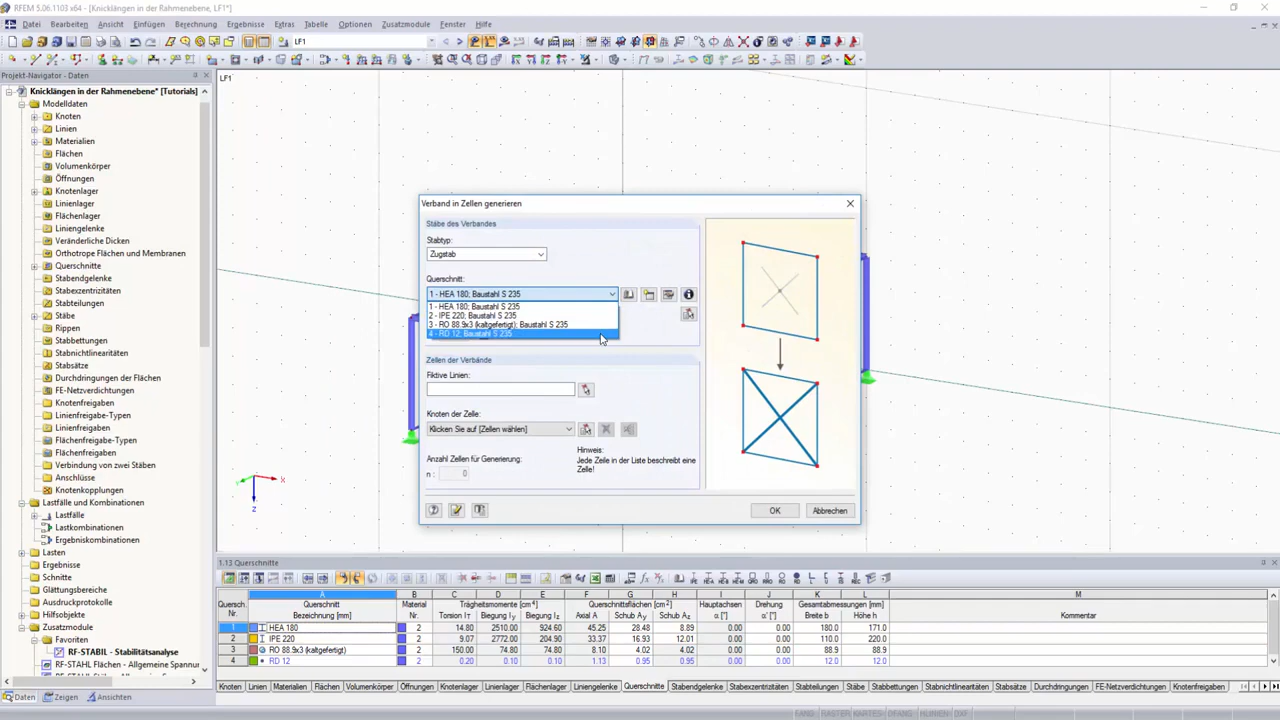 RFEM 5.06.1103 x64 - [Knicklängen in der Rahmenebene*, LF1*]
Datei Bearbeiten Ansicht Einfügen Berechnung Ergebnisse Extras Tabelle Optionen Zusatzmodule Fenster Hilfe
LF1
Projekt-Navigator - Daten
LF1
Knicklängen in der Rahmenebene* [Tutorials]
Modelldaten
Knoten
Linien
Materialien
Flächen
Volumenkörper
Öffnungen
Knotenlager
Linienlager
Flächenlager
Liniengelenke
Veränderliche Dicken
Orthotrope Flächen und Membranen
Querschnitte
Stabendgelenke
Stabexzentrizitäten
Stabteilungen
Stäbe
Rippen
Stabbettungen
Stabnichtlinearitäten
Stabsätze
Durchdringungen der Flächen
FE-Netzverdichtungen
Knotenfreigaben
Linienfreigabe-Typen
Linienfreigaben
Flächenfreigabe-Typen
Flächenfreigaben
Verbindung von zwei Stäben
Anschlüsse
Knotenkopplungen
Lastfälle und Kombinationen
Lastfälle
Lastkombinationen
Ergebniskombinationen
Lasten
Ergebnisse
Schnitte
Glättungsbereiche
Ausdruckprotokolle
Hilfsobjekte
Zusatzmodule
Favoriten
RF-STABIL - Stabilitätsanalyse
RF-STAHL Flächen - Allgemeine Spannur
Daten Zeigen Ansichten
Verband in Zellen generieren
Stäbe des Verbandes
Stabtyp:
Zugstab
Querschnitt:
1 - HEA 180; Baustahl S 235
1 - HEA 180; Baustahl S 235
2 - IPE 220; Baustahl S 235
3 - RO 88.9x3 (kaltgefertigt); Baustahl S 235
4 - RD 12; Baustahl S 235
Zellen der Verbände
Fiktive Linien:
Knoten der Zelle:
Klicken Sie auf [Zellen wählen]
Anzahl Zellen für Generierung:
n : 0
Hinweis:
Jede Zeile in der Liste beschreibt eine
Zelle!
OK Abbrechen
X
Z
1.13 Querschnitte
A B C D E F G H I J K L M
Quersch. Querschnitt Material Trägheitsmomente [cm⁴] Querschnittsflächen [cm²] Hauptachsen Drehung Gesamtabmessungen [mm]
Nr. Bezeichnung [mm] Nr. Torsion IT Biegung Iy Biegung Iz Axial A Schub Ay Schub Az α [°] α' [°] Breite b Höhe h Kommentar
1 HEA 180 2 14.80 2510.00 924.60 45.25 28.48 8.89 0.00 0.00 180.0 171.0
2 IPE 220 2 9.07 2772.00 204.90 33.37 16.93 12.01 0.00 0.00 110.0 220.0
3 RO 88.9x3 (kaltgefertigt) 2 150.00 74.80 74.80 8.10 4.02 4.02 0.00 0.00 88.9 88.9
4 RD 12 2 0.20 0.10 0.10 1.13 0.95 0.95 0.00 0.00 12.0 12.0
Knoten Linien Materialien Flächen Volumenkörper Öffnungen Knotenlager Linienlager Flächenlager Liniengelenke Querschnitte Stabendgelenke Stabexzentrizitäten Stabteilungen Stäbe Stabbettungen Stabnichtlinearitäten Stabsätze Durchdringungen FE-Netzverdichtungen Knotenfreigaben
FANG RASTER KARTES OFANG HLINIEN DXF